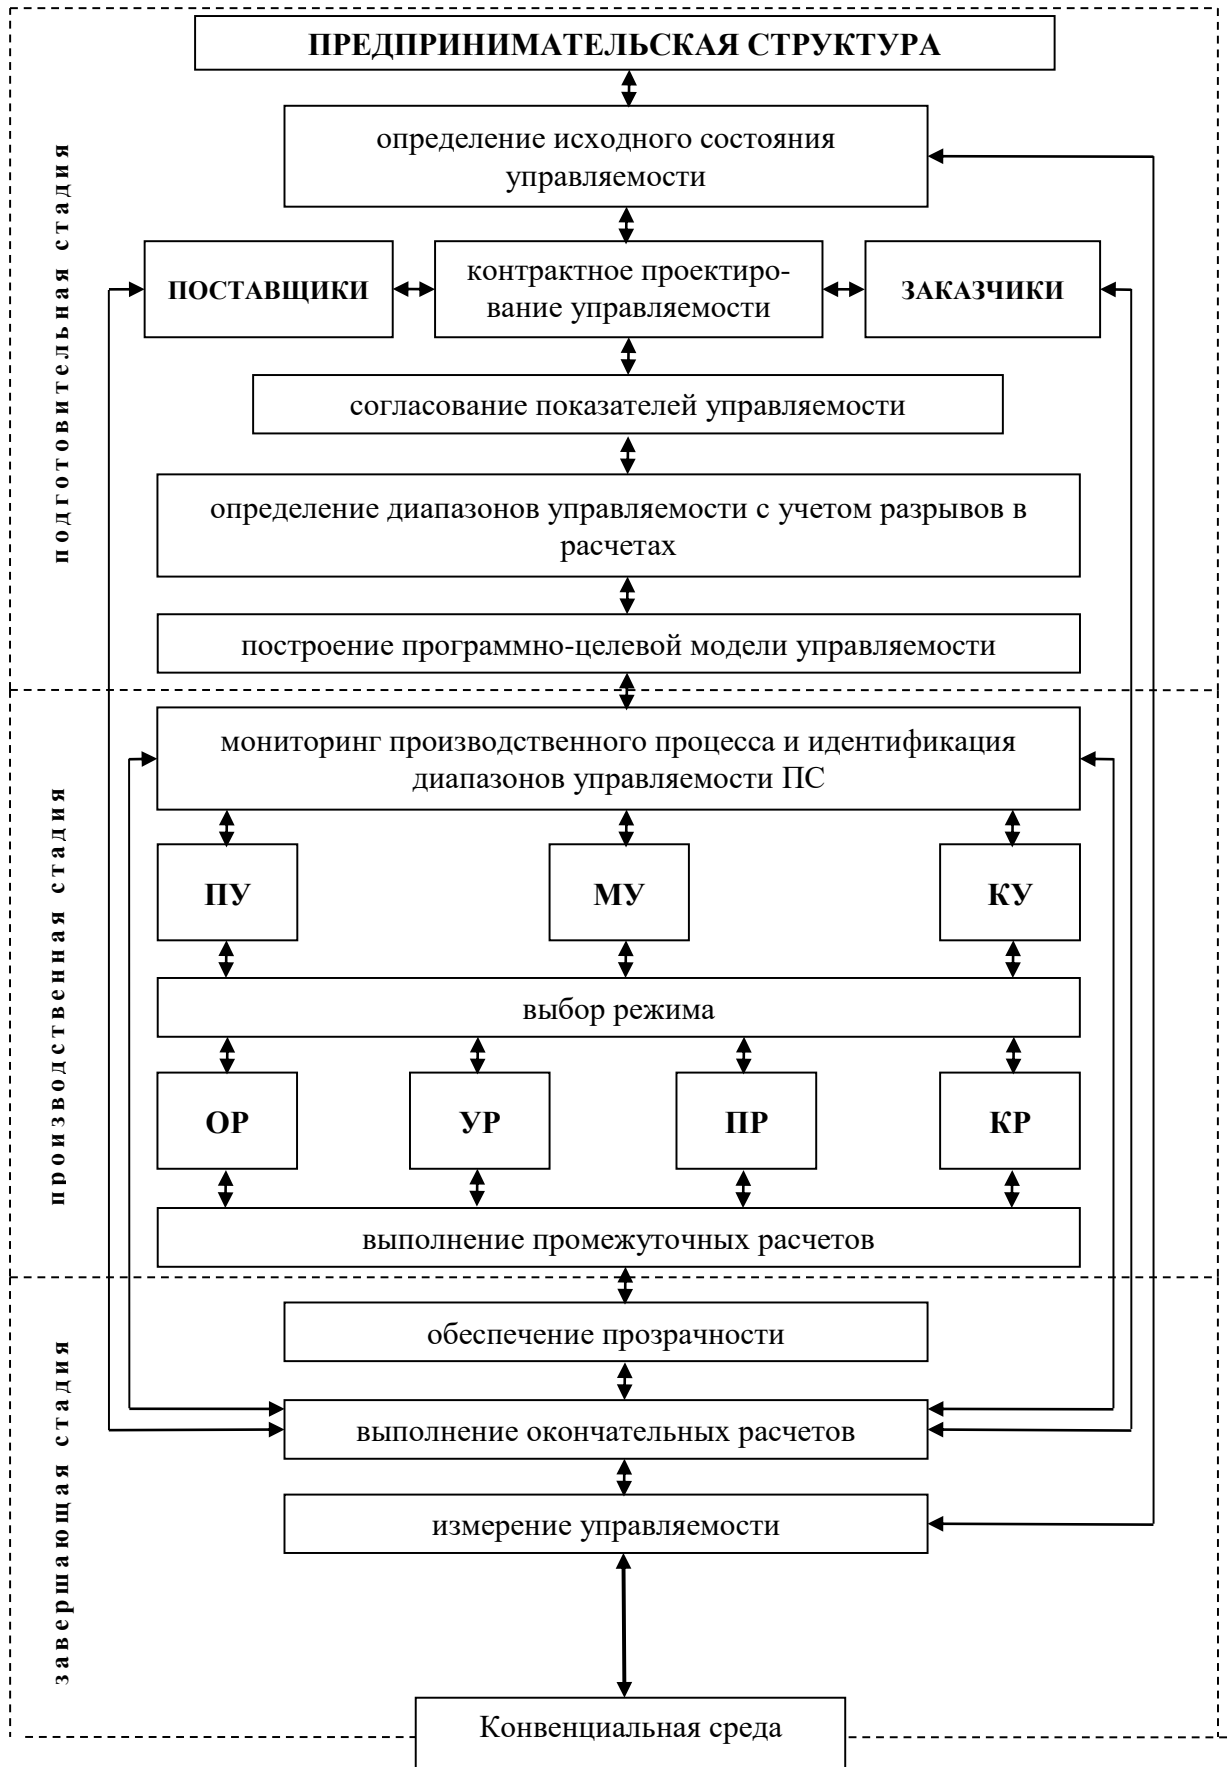 ПРЕДПРИНИМАТЕЛЬСКАЯ СТРУКТУРА
определение исходного состояния
управляемости
подготовительная стадия
ПОСТАВЩИКИ
контрактное проектиро-
вание управляемости
ЗАКАЗЧИКИ
согласование показателей управляемости
определение диапазонов управляемости с учетом разрывов в
расчетах
построение программно-целевой модели управляемости
производственная стадия
мониторинг производственного процесса и идентификация
диапазонов управляемости ПС
ПУ
МУ
КУ
выбор режима
ОР
УР
ПР
КР
выполнение промежуточных расчетов
завершающая стадия
обеспечение прозрачности
выполнение окончательных расчетов
измерение управляемости
Конвенциальная среда